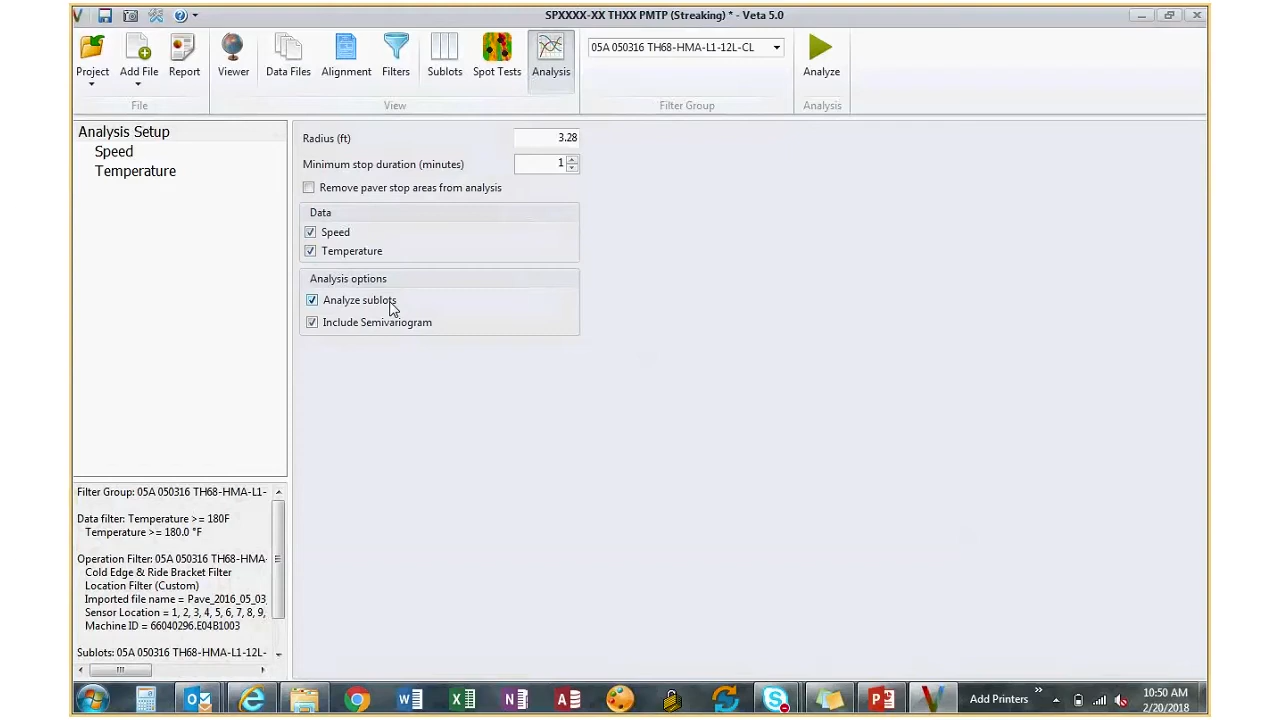 SPXXXX-XX THXX PMTP (Streaking) * - Veta 5.0
Project
Add File
Report
Viewer
Data Files
Alignment
Filters
Sublots
Spot Tests
Analysis
05A 050316 TH68-HMA-L1-12L-CL
Analyze
File
View
Filter Group
Analysis
Analysis Setup
Speed
Temperature
Radius (ft)
3.28
Minimum stop duration (minutes)
1
Remove paver stop areas from analysis
Data
Speed
Temperature
Analysis options
Analyze sublots
Include Semivariogram
Filter Group: 05A 050316 TH68-HMA-L1-
Data filter: Temperature >= 180F
Temperature >= 180.0 °F
Operation Filter: 05A 050316 TH68-HMA-
Cold Edge & Ride Bracket Filter
Location Filter (Custom)
Imported file name = Pave_2016_05_03_
Sensor Location = 1, 2, 3, 4, 5, 6, 7, 8, 9,
Machine ID = 66040296.E04B1003
Sublots: 05A 050316 TH68-HMA-L1-12L-
Add Printers
10:50 AM
2/20/2018